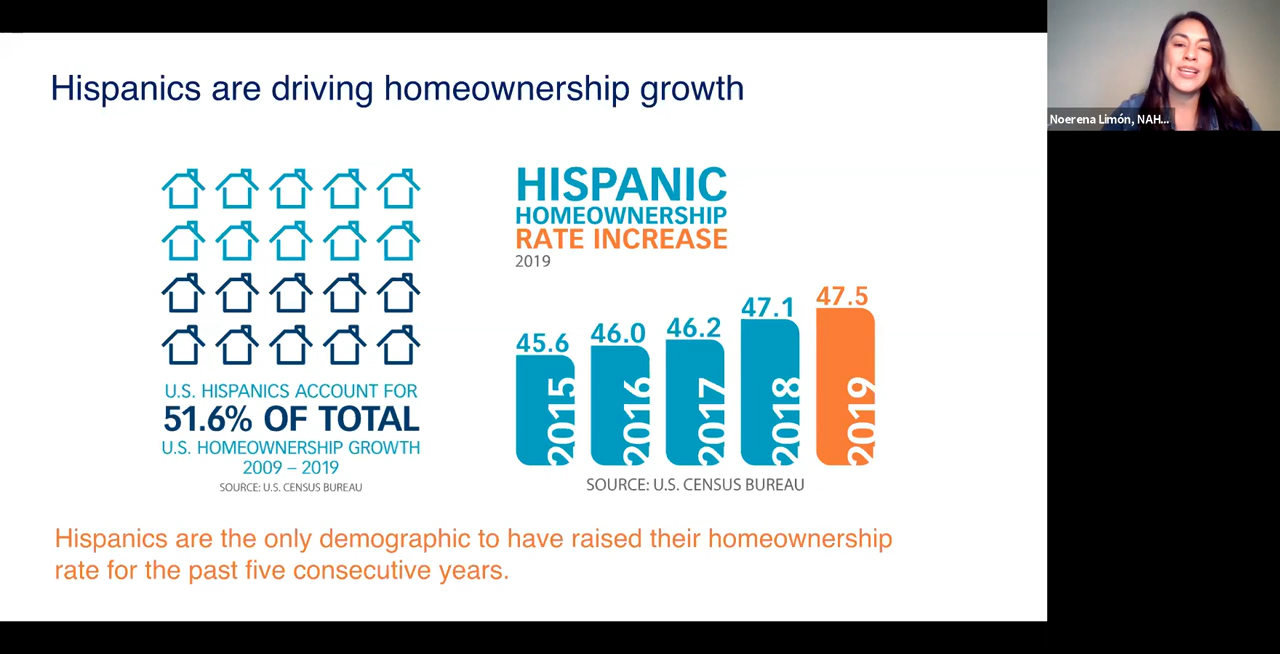 Hispanics are driving homeownership growth
Noerena Limón, NAH...
U.S. HISPANICS ACCOUNT FOR
51.6% OF TOTAL
U.S. HOMEOWNERSHIP GROWTH
2009 – 2019
SOURCE: U.S. CENSUS BUREAU
HISPANIC
HOMEOWNERSHIP
RATE INCREASE
2019
45.6
46.0
46.2
47.1
47.5
2015
2016
2017
2018
2019
SOURCE: U.S. CENSUS BUREAU
Hispanics are the only demographic to have raised their homeownership
rate for the past five consecutive years.